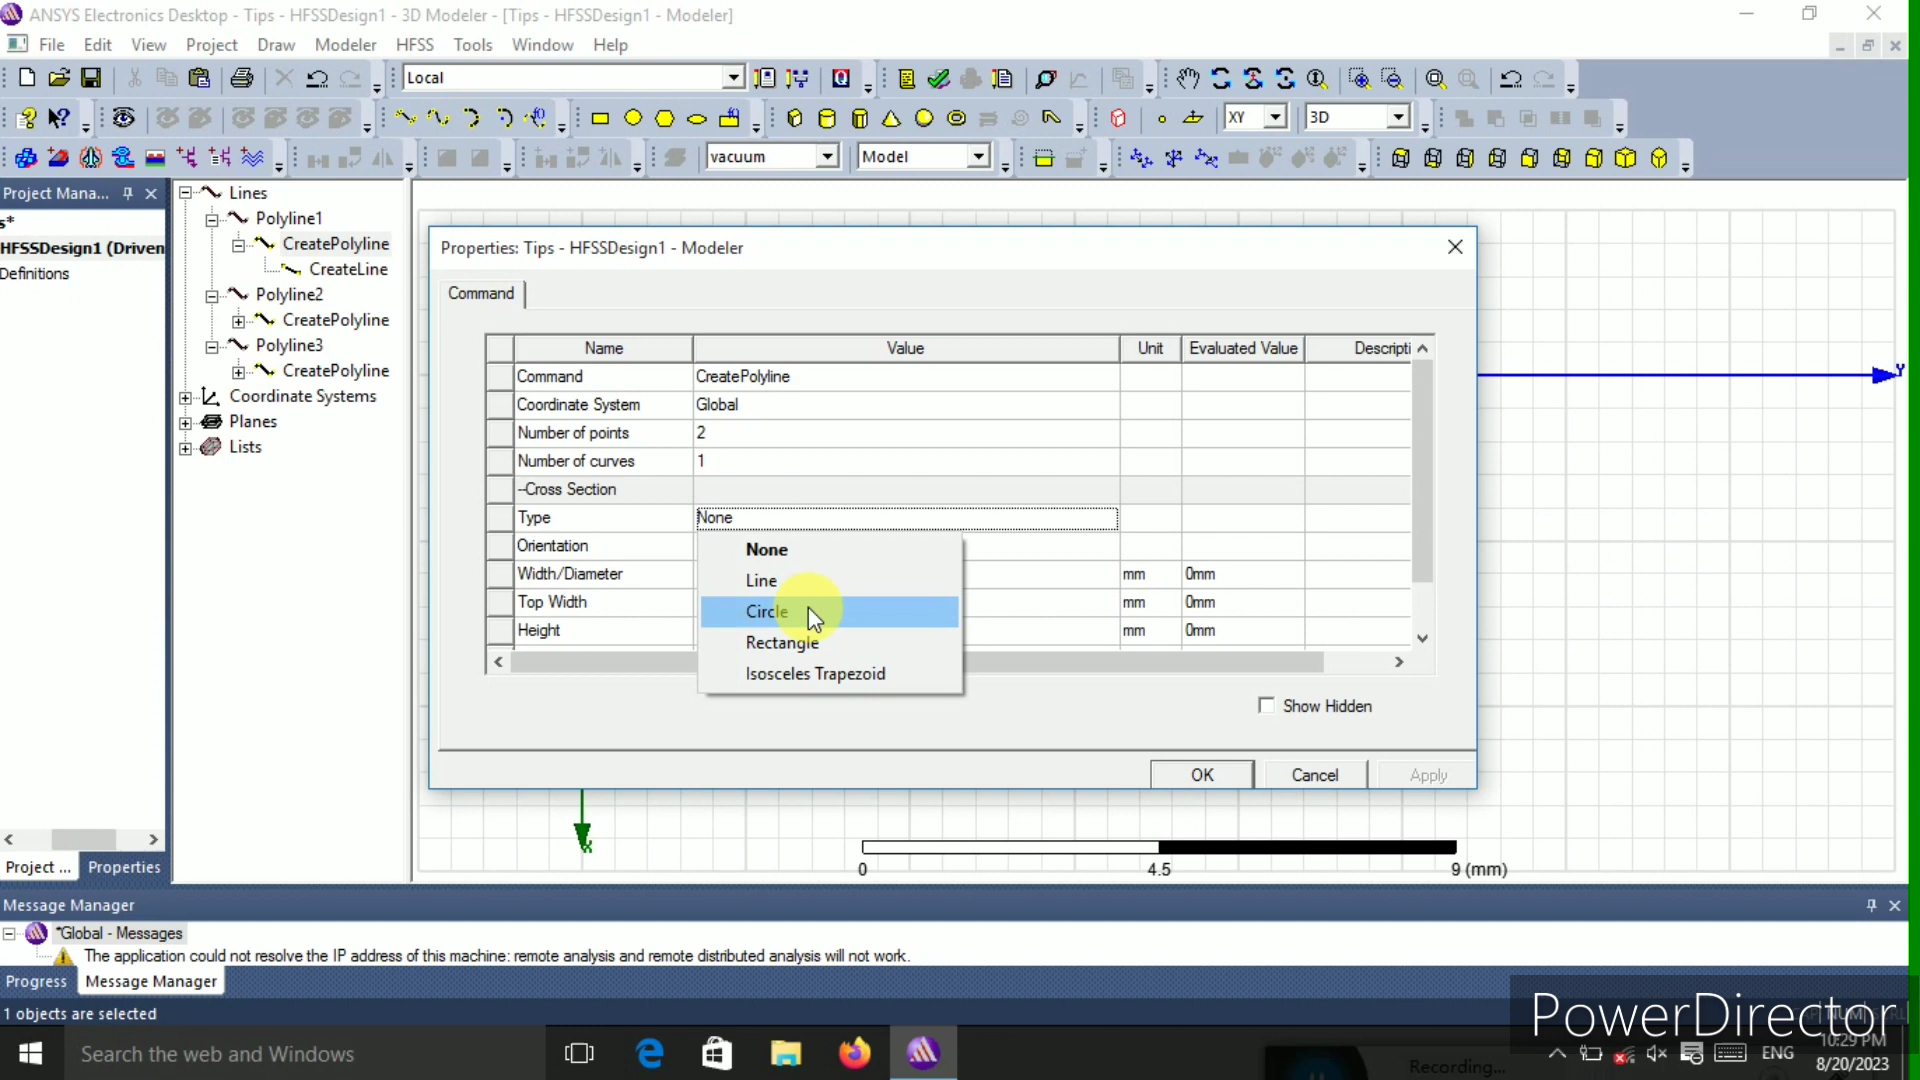 ANSYS Electronics Desktop - Tips - HFSSDesign1 - 3D Modeler - [Tips - HFSSDesign1 - Modeler]
File Edit View Project Draw Modeler HFSS Tools Window Help
Local
XY 3D
vacuum Model
Project Mana...
s*
HFSSDesign1 (Driven
Definitions
Lines
Polyline1
CreatePolyline
CreateLine
Polyline2
CreatePolyline
Polyline3
CreatePolyline
Coordinate Systems
Planes
Lists
Properties: Tips - HFSSDesign1 - Modeler
Command
Name Value Unit Evaluated Value Descripti
Command CreatePolyline
Coordinate System Global
Number of points 2
Number of curves 1
--Cross Section
Type None
Orientation
Width/Diameter mm 0mm
Top Width mm 0mm
Height mm 0mm
None
Line
Circle
Rectangle
Isosceles Trapezoid
Show Hidden
OK Cancel Apply
Y
X
0 4.5 9 (mm)
Project ... Properties
Message Manager
*Global - Messages
The application could not resolve the IP address of this machine: remote analysis and remote distributed analysis will not work.
Progress Message Manager
1 objects are selected
NUM
PowerDirector
Search the web and Windows
Recording...
ENG
10:29 PM
8/20/2023